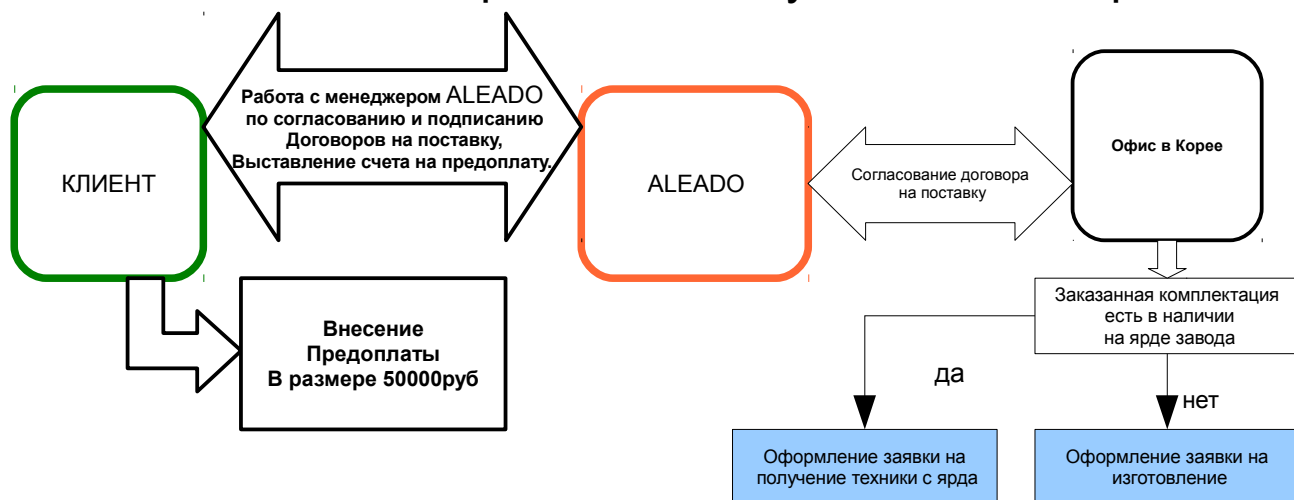 Работа с менеджером ALEADO
по согласованию и подписанию
Договоров на поставку,
Выставление счета на предоплату.
КЛИЕНТ
ALEADO
Согласование договора
на поставку
Офис в Корее
Внесение
Предоплаты
В размере 50000руб
Заказанная комплектация
есть в наличии
на ярде завода
да
нет
Оформление заявки на
получение техники с ярда
Оформление заявки на
изготовление